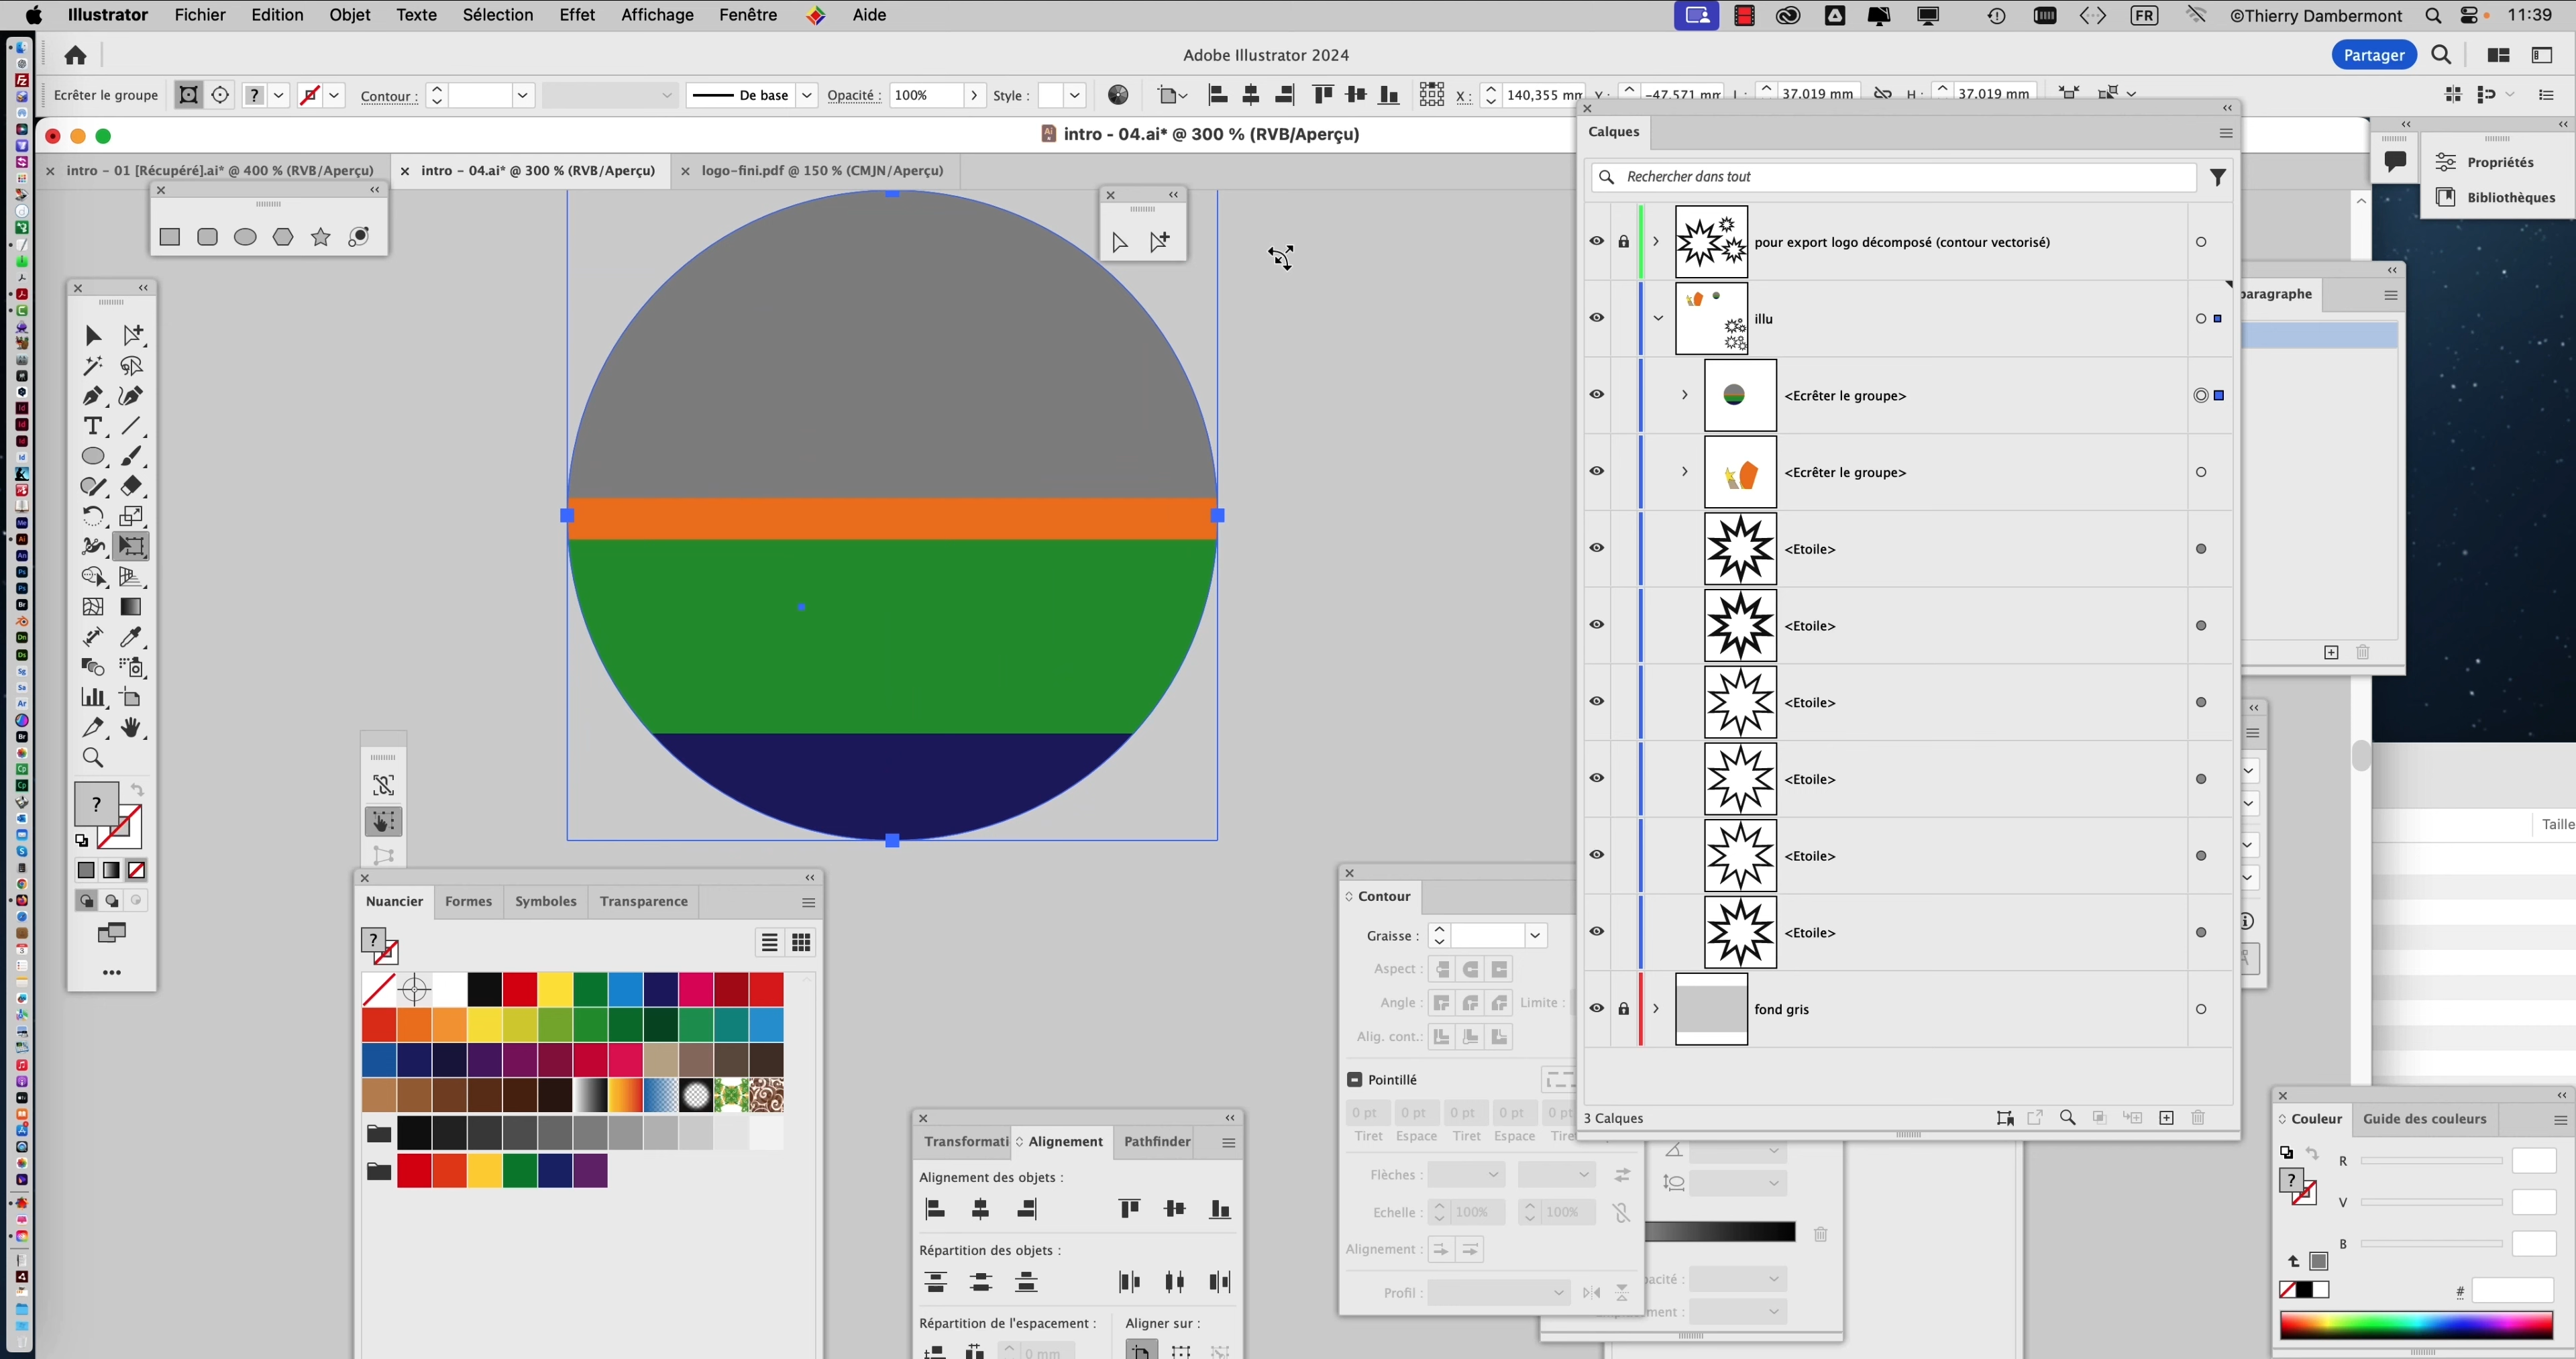 Illustrator Fichier Edition Objet Texte Sélection Effet Affichage Fenêtre Aide FR ©Thierry Dambermont 11:39
Adobe Illustrator 2024 Partager
Ecrêter le groupe ? Contour : De base Opacité : 100% Style : X : 140,355 mm Y : -47,571 mm L : 37,019 mm H : 37,019 mm
intro - 04.ai* @ 300 % (RVB/Aperçu)
intro - 01 [Récupéré].ai* @ 400 % (RVB/Aperçu) intro - 04.ai* @ 300 % (RVB/Aperçu) logo-fini.pdf @ 150 % (CMJN/Aperçu)
Calques
Rechercher dans tout
pour export logo décomposé (contour vectorisé)
illu
<Ecrêter le groupe>
<Ecrêter le groupe>
<Etoile>
<Etoile>
<Etoile>
<Etoile>
<Etoile>
<Etoile>
fond gris
3 Calques
Propriétés
Bibliothèques
paragraphe
Taille
?
Nuancier Formes Symboles Transparence
?
Transformati Alignement Pathfinder
Alignement des objets :
Répartition des objets :
Répartition de l'espacement : Aligner sur :
0 mm
Contour
Graisse :
Aspect :
Angle : Limite :
Alig. cont.:
Pointillé
0 pt 0 pt 0 pt 0 pt 0 pt
Tiret Espace Tiret Espace Tire
Flèches :
Echelle : 100% 100%
Alignement :
Profil :
pacité :
ment :
Couleur Guide des couleurs
R
?
V
B
#